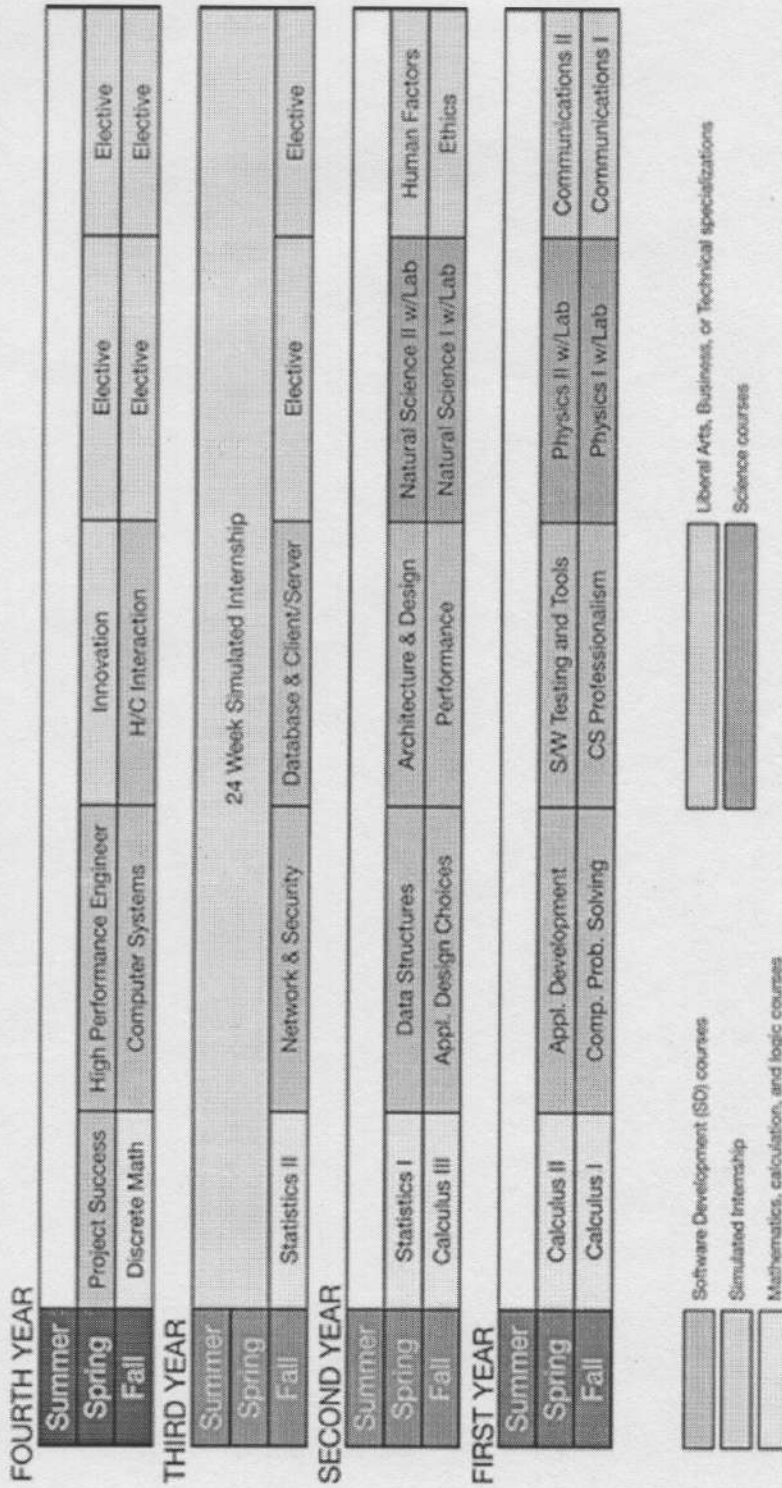 FOURTH YEAR
Summer
Spring Project Success High Performance Engineer Innovation Elective Elective
Fall Discrete Math Computer Systems H/C Interaction Elective Elective
THIRD YEAR
Summer
Spring
24 Week Simulated Internship
Fall Statistics II Network & Security Database & Client/Server Elective Elective
SECOND YEAR
Summer
Spring Statistics I Data Structures Architecture & Design Natural Science II w/Lab Human Factors
Fall Calculus III Appl. Design Choices Performance Natural Science I w/Lab Ethics
FIRST YEAR
Summer
Spring Calculus II Appl. Development S/W Testing and Tools Physics II w/Lab Communications II
Fall Calculus I Comp. Prob. Solving CS Professionalism Physics I w/Lab Communications I
Software Development (SD) courses
Liberal Arts, Business, or Technical specializations
Simulated Internship
Science courses
Mathematics, calculation, and logic courses